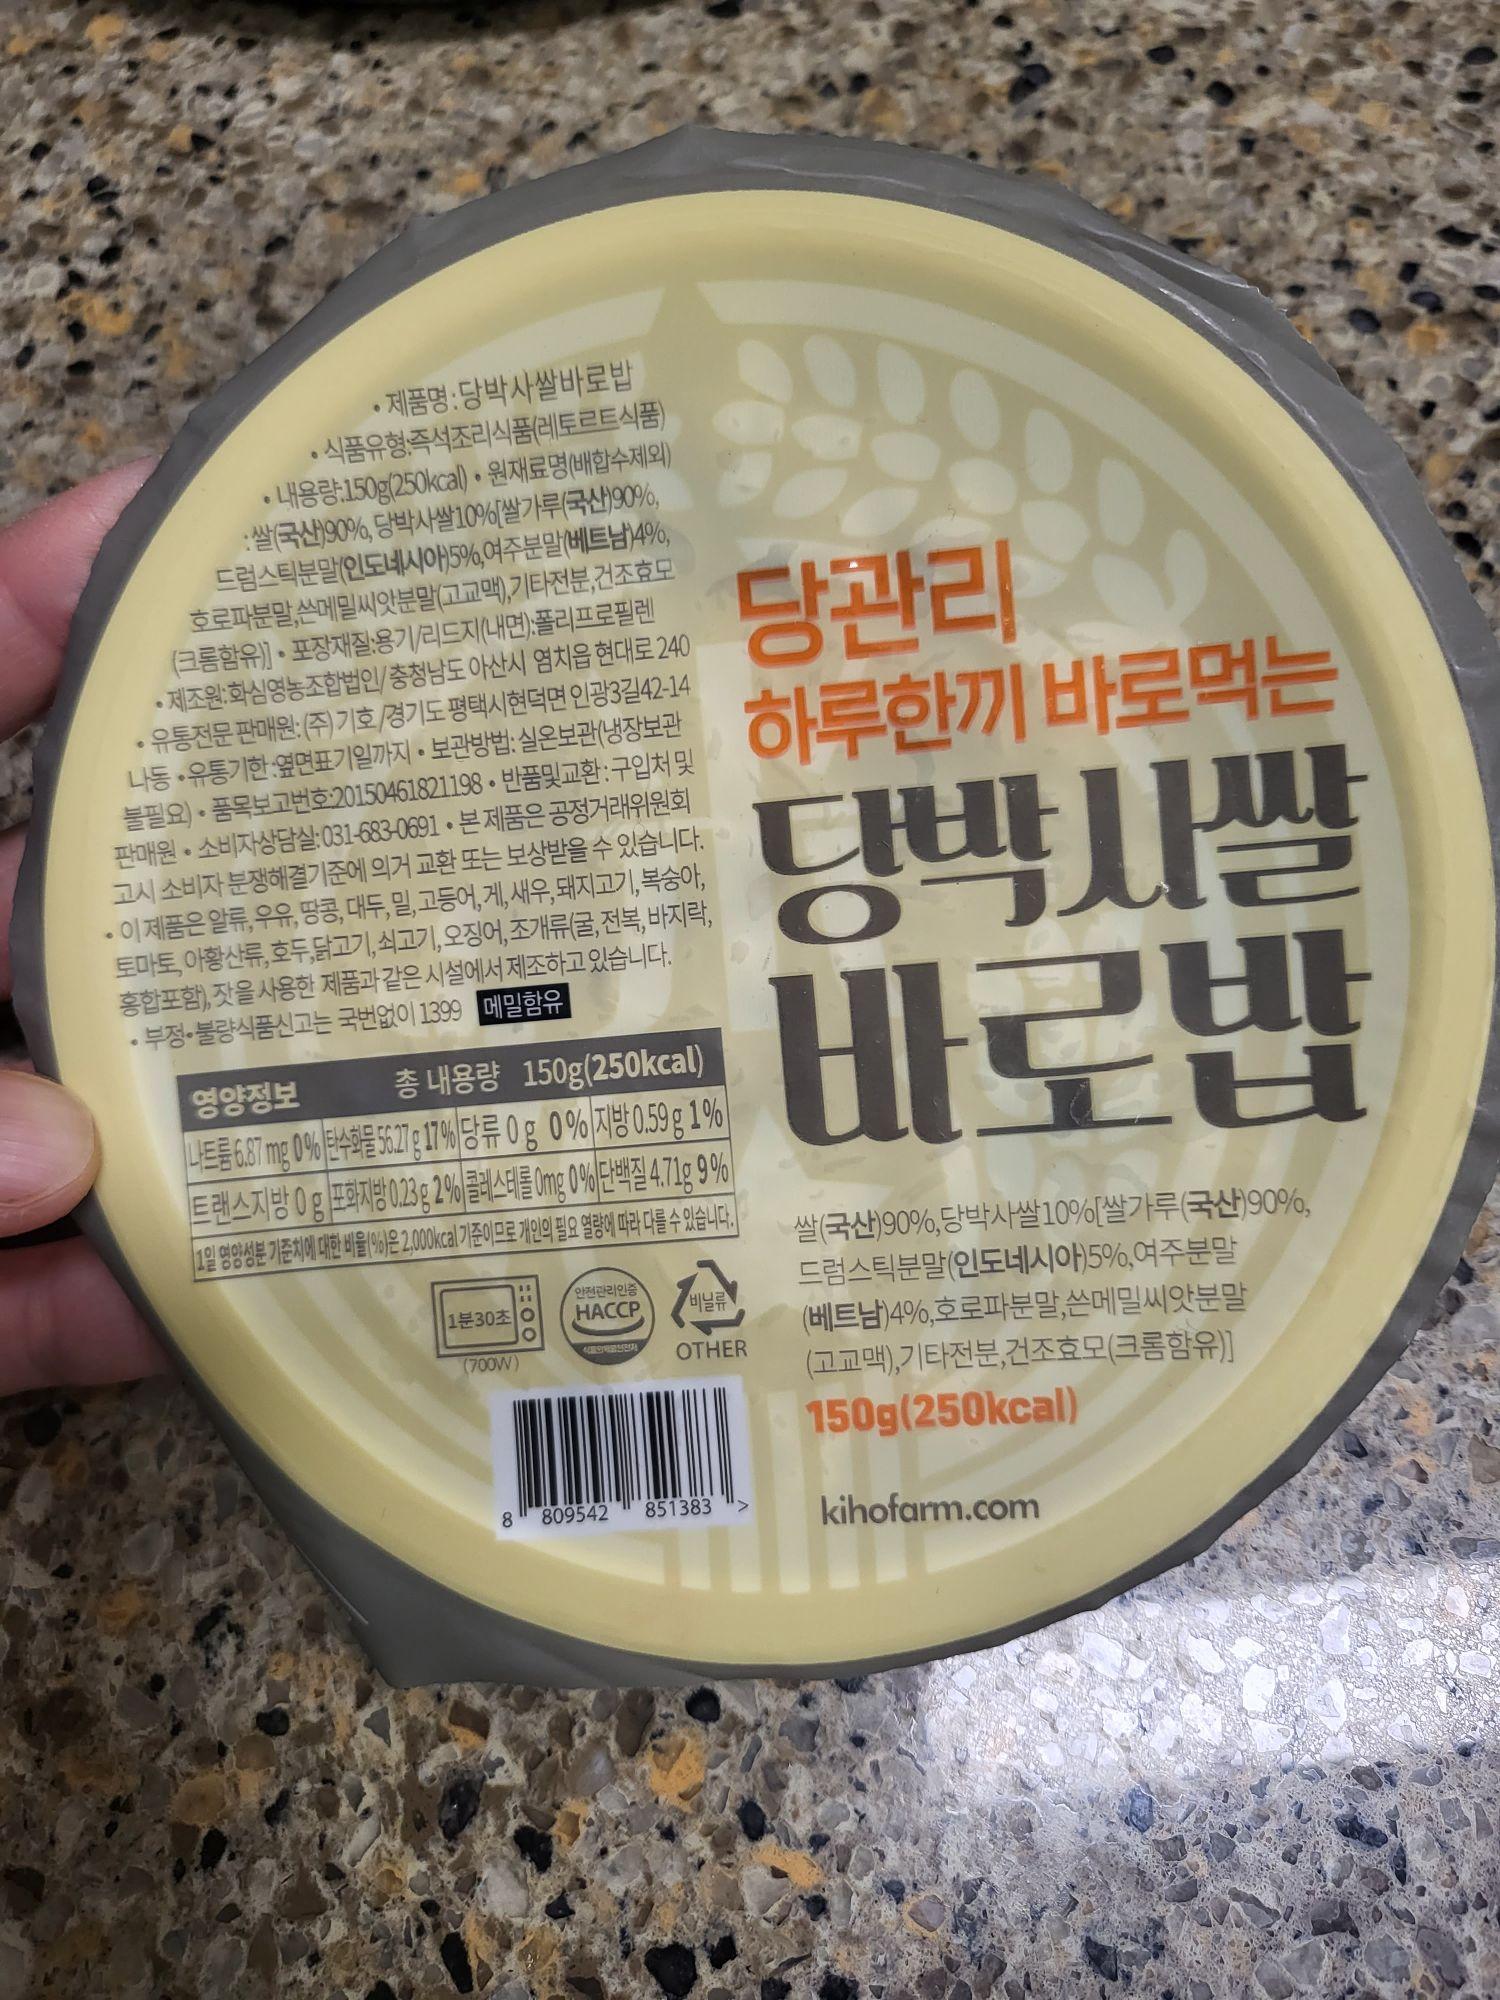 • 제품명:당박사쌀바로밥
• 식품유형:즉석조리식품(레토르트식품)
• 내용량:150g(250kcal) • 원재료명(배합수제외)
:쌀(국산)90%, 당박사쌀10%[쌀가루(국산)90%,
드럼스틱분말(인도네시아)5%,여주분말(베트남)4%,
호로파분말,쓴메밀씨앗분말(고교맥),기타전분,건조효모
(크롬함유)] • 포장재질:용기/리드지(내면):폴리프로필렌
• 제조원:화심영농조합법인/충청남도 아산시 염치읍 현대로 240
• 유통전문 판매원: (주)기호/경기도 평택시현덕면 인광3길42-14
나동 •유통기한:옆면표기일까지 • 보관방법: 실온보관(냉장보관
불필요) • 품목보고번호:20150461821198 • 반품및교환:구입처 및
판매원 • 소비자상담실: 031-683-0691 • 본 제품은 공정거래위원회
고시 소비자 분쟁해결기준에 의거 교환 또는 보상받을 수 있습니다.
• 이 제품은 알류, 우유, 땅콩, 대두, 밀, 고등어, 게, 새우, 돼지고기, 복숭아,
토마토, 아황산류, 호두,닭고기, 쇠고기, 오징어, 조개류(굴, 전복, 바지락,
홍합포함), 잣을 사용한 제품과 같은 시설에서 제조하고 있습니다.
• 부정•불량식품신고는 국번없이 1399 메밀함유
영양정보 총 내용량 150g(250kcal)
나트륨 6.87 mg 0% 탄수화물 56.27 g 17% 당류 0 g 0% 지방 0.59 g 1%
트랜스지방 0 g 포화지방 0.23 g 2% 콜레스테롤 0mg 0% 단백질 4.71g 9%
1일 영양성분 기준치에 대한 비율(%)은 2,000kcal 기준이므로 개인의 필요 열량에 따라 다를 수 있습니다.
1분30초
(700W)
안전관리인증
HACCP
비닐류
OTHER
8 809542 851383 >
당관리
하루한끼 바로먹는
당박사쌀
바로밥
쌀(국산)90%,당박사쌀10%[쌀가루(국산)90%,
드럼스틱분말(인도네시아)5%,여주분말
(베트남)4%,호로파분말,쓴메밀씨앗분말
(고교맥),기타전분,건조효모(크롬함유)]
150g(250kcal)
kihofarm.com